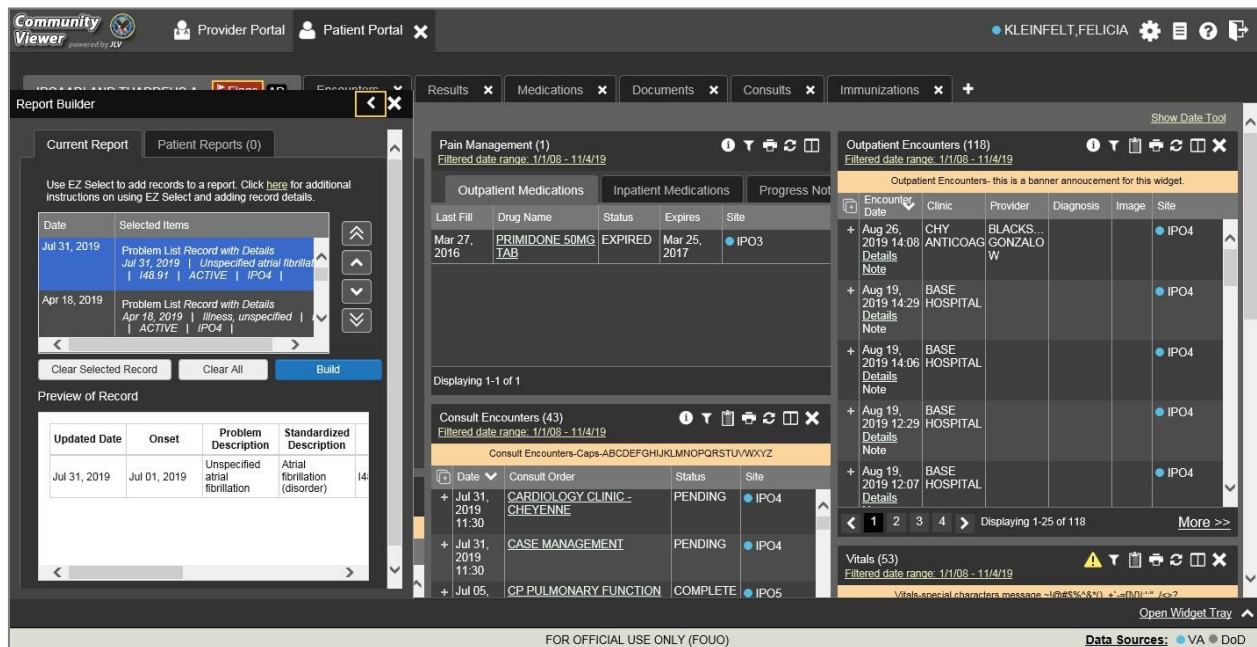 Community
Viewer powered by JLV
Provider Portal
Patient Portal
KLEINFELT,FELICIA
Results
Medications
Documents
Consults
Immunizations
Show Date Tool
Report Builder
Current Report
Patient Reports (0)
Use EZ Select to add records to a report. Click here for additional
instructions on using EZ Select and adding record details.
Date Selected Items
Jul 31, 2019 Problem List Record with Details
Jul 31, 2019 | Unspecified atrial fibrillat
| I48.91 | ACTIVE | IPO4 |
Apr 18, 2019 Problem List Record with Details
Apr 18, 2019 | Illness, unspecified |
| ACTIVE | IPO4 |
Clear Selected Record
Clear All
Build
Preview of Record
Updated Date Onset Problem Description Standardized Description
Jul 31, 2019 Jul 01, 2019 Unspecified atrial fibrillation Atrial fibrillation (disorder) I48
Pain Management (1)
Filtered date range: 1/1/08 - 11/4/19
Outpatient Medications
Inpatient Medications
Progress Not
Last Fill Drug Name Status Expires Site
Mar 27, 2016 PRIMIDONE 50MG TAB EXPIRED Mar 25, 2017 IPO3
Displaying 1-1 of 1
Consult Encounters (43)
Filtered date range: 1/1/08 - 11/4/19
Consult Encounters-Caps-ABCDEFGHIJKLMNOPQRSTUVWXYZ
Date Consult Order Status Site
+ Jul 31, 2019 11:30 CARDIOLOGY CLINIC - CHEYENNE PENDING IPO4
+ Jul 31, 2019 11:30 CASE MANAGEMENT PENDING IPO4
+ Jul 05, CP PULMONARY FUNCTION COMPLETE IPO5
Outpatient Encounters (118)
Filtered date range: 1/1/08 - 11/4/19
Outpatient Encounters- this is a banner annoucement for this widget.
Encounter Date Clinic Provider Diagnosis Image Site
+ Aug 26, 2019 14:08 CHY ANTICOAG BLACKS... GONZALO W IPO4
Details
Note
+ Aug 19, 2019 14:29 BASE HOSPITAL IPO4
Details
Note
+ Aug 19, 2019 14:06 BASE HOSPITAL IPO4
Details
Note
+ Aug 19, 2019 12:29 BASE HOSPITAL IPO4
Details
Note
+ Aug 19, 2019 12:07 BASE HOSPITAL IPO4
Details
1 2 3 4 Displaying 1-25 of 118 More >>
Vitals (53)
Filtered date range: 1/1/08 - 11/4/19
Vitals-special characters message
Open Widget Tray
FOR OFFICIAL USE ONLY (FOUO)
Data Sources: VA DoD